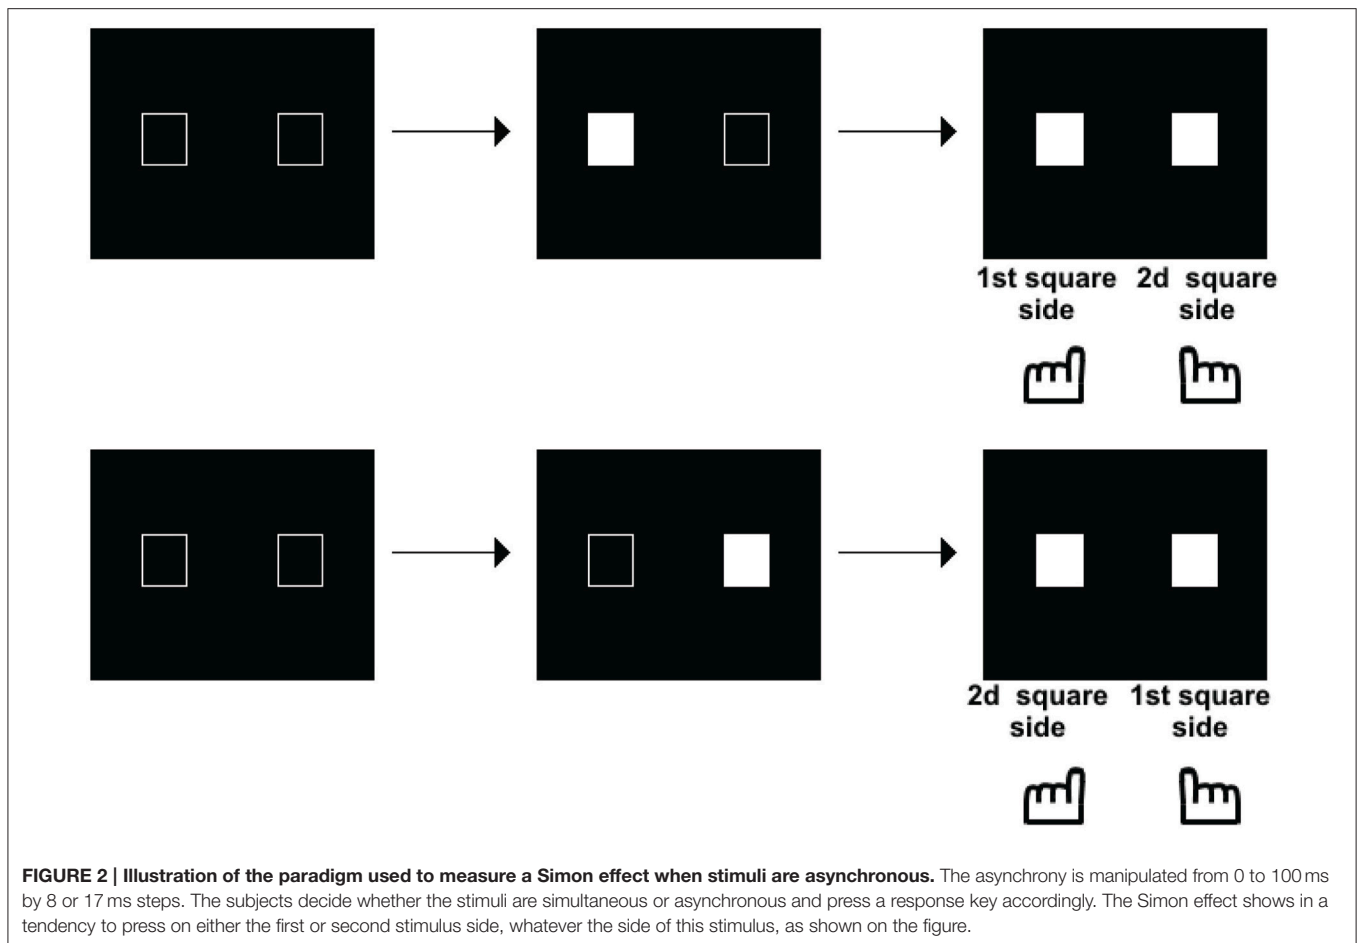 1st square 2d  square
side side
2d  square 1st square
side side
FIGURE 2 | Illustration of the paradigm used to measure a Simon effect when stimuli are asynchronous. The asynchrony is manipulated from 0 to 100 ms
by 8 or 17 ms steps. The subjects decide whether the stimuli are simultaneous or asynchronous and press a response key accordingly. The Simon effect shows in a
tendency to press on either the first or second stimulus side, whatever the side of this stimulus, as shown on the figure.